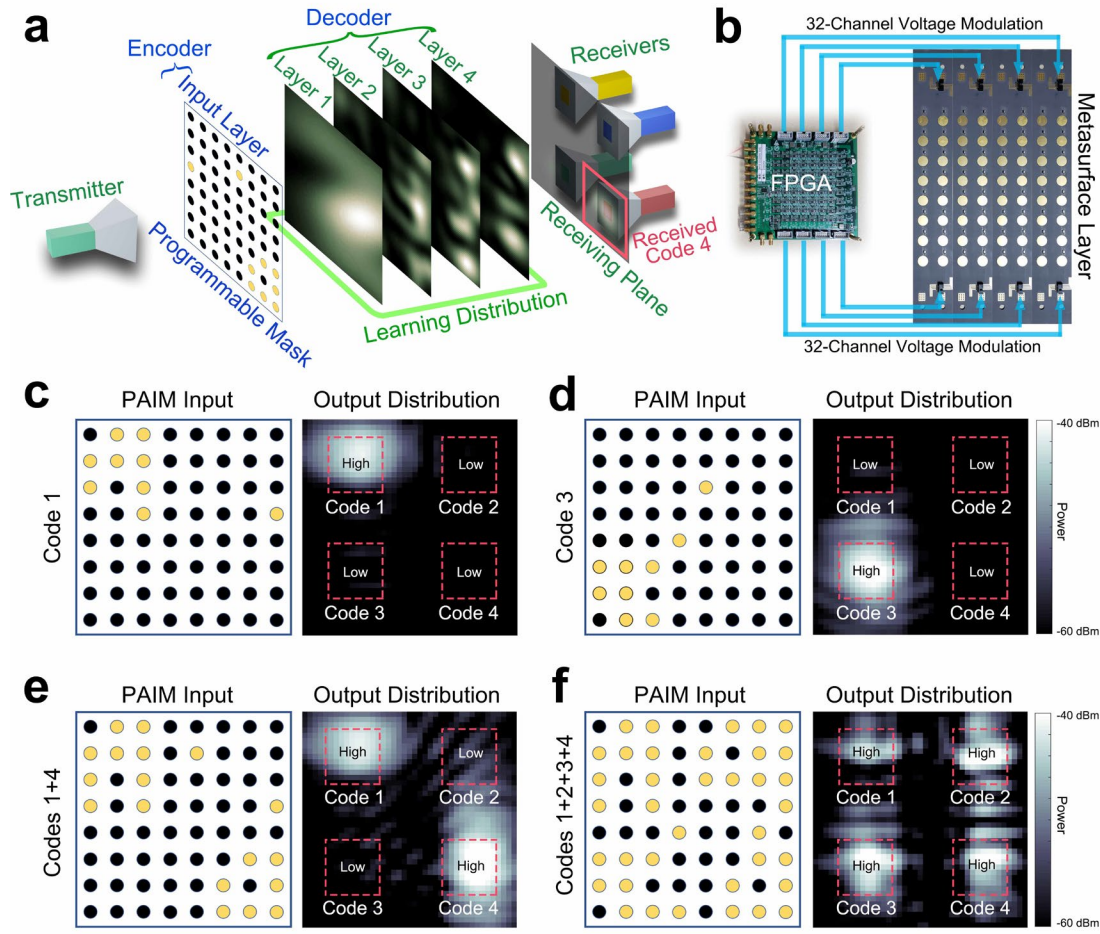 a
Encoder
Input Layer
Decoder
Layer 1
Layer 2
Layer 3
Layer 4
Receivers
Transmitter
Programmable Mask
Learning Distribution
Receiving Plane
Received
Code 4
b
32-Channel Voltage Modulation
FPGA
Metasurface Layer
32-Channel Voltage Modulation
c
PAIM Input
Output Distribution
Code 1
High
Low
Code 1
Code 2
Low
Low
Code 3
Code 4
d
PAIM Input
Output Distribution
Code 3
Low
Low
Code 1
Code 2
High
Low
Code 3
Code 4
-40 dBm
Power
-60 dBm
e
PAIM Input
Output Distribution
Codes 1+4
High
Low
Code 1
Code 2
Low
High
Code 3
Code 4
f
PAIM Input
Output Distribution
Codes 1+2+3+4
High
High
Code 1
Code 2
High
High
Code 3
Code 4
-40 dBm
Power
-60 dBm